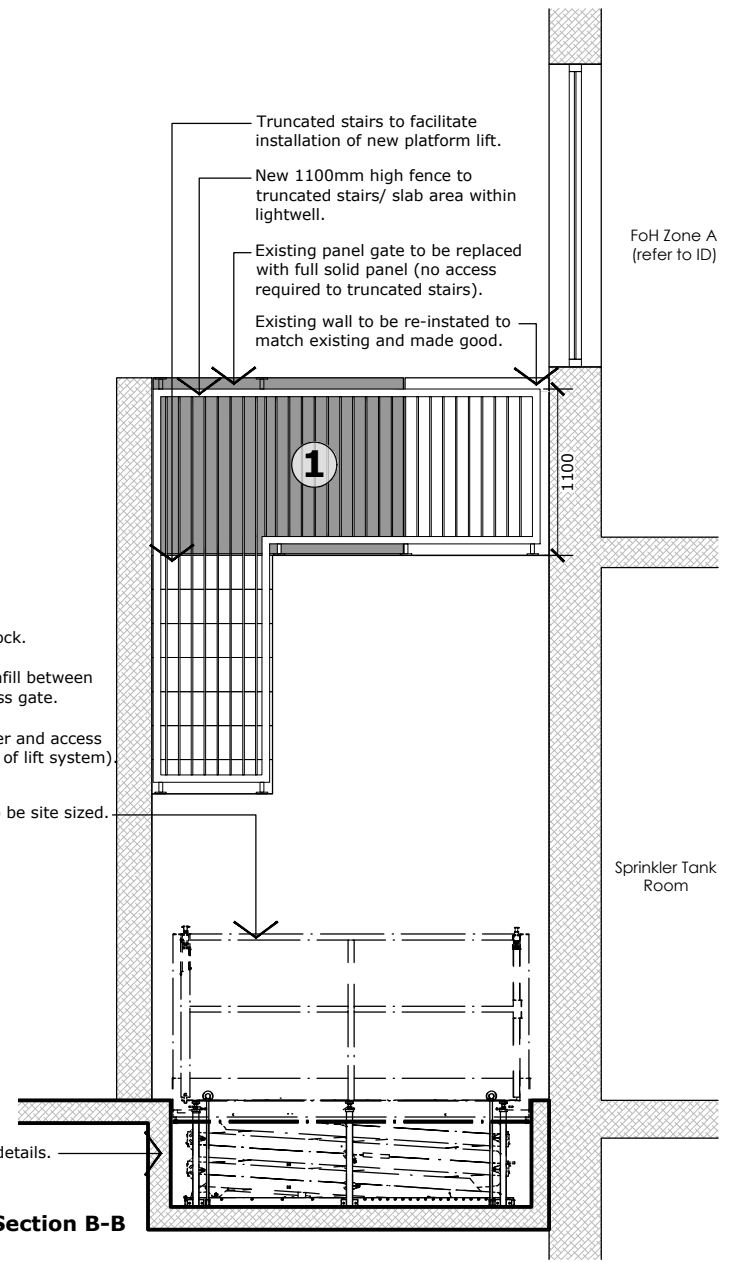 Truncated stairs to facilitate
installation of new platform lift.
New 1100mm high fence to
truncated stairs/ slab area within
lightwell.
Existing panel gate to be replaced
with full solid panel (no access
required to truncated stairs).
Existing wall to be re-instated to
match existing and made good.
FoH Zone A
(refer to ID)
1
1100
ock.
nfill between
ss gate.
er and access
of lift system).
be site sized.
Sprinkler Tank
Room
details.
Section B-B